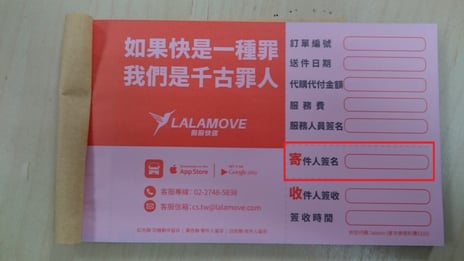 如果快是一種罪
我們是千古罪人
LALAMOVE
啦啦快送
App Store
Google play
客服專線: 02-2748-5838
客服信箱: cs.tw@lalamove.com
訂單編號
送件日期
代購代付金額
服務費
服務人員簽名
寄件人簽名
收件人簽收
簽收時間